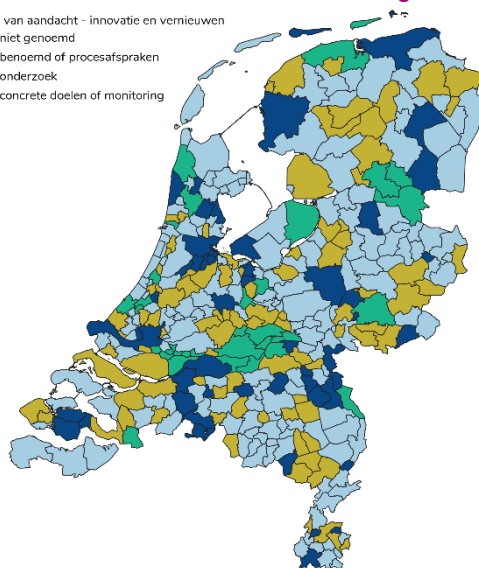 van aandacht - innovatie en vernieuwen
niet genoemd
benoemd of procesafspraken
onderzoek
concrete doelen of monitoring